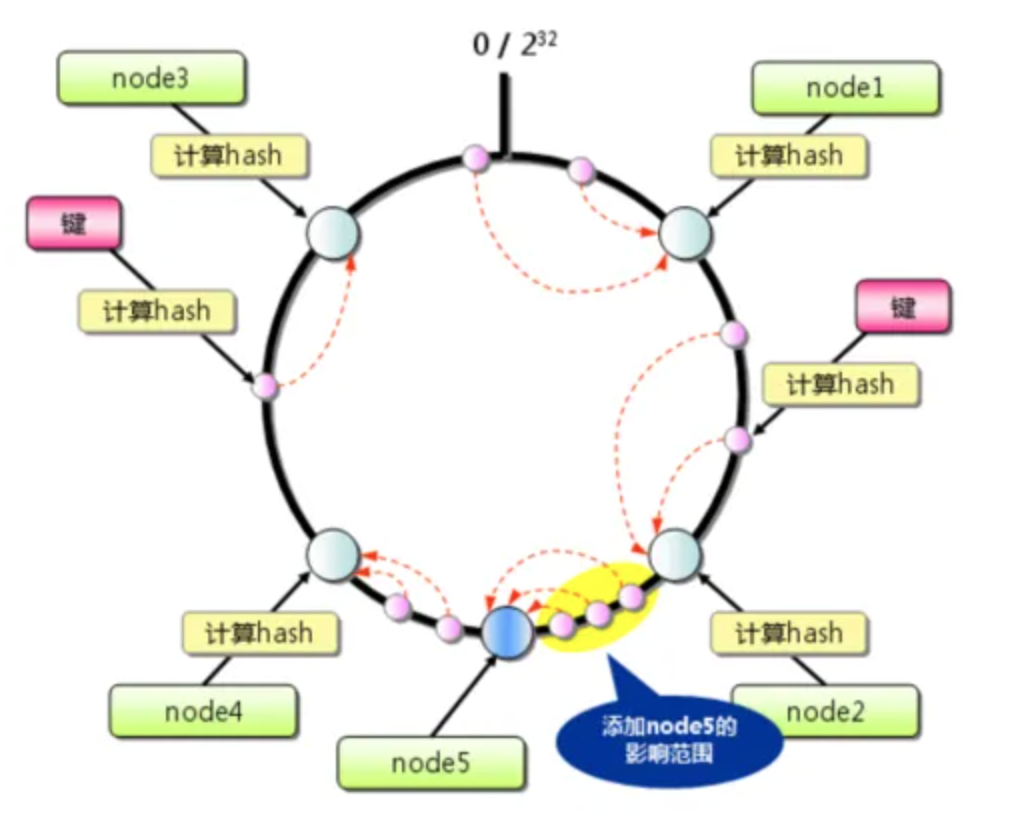 0 / 2³²
node3
node1
计算hash
计算hash
键
键
计算hash
计算hash
计算hash
计算hash
node4
node2
添加node5的
影响范围
node5